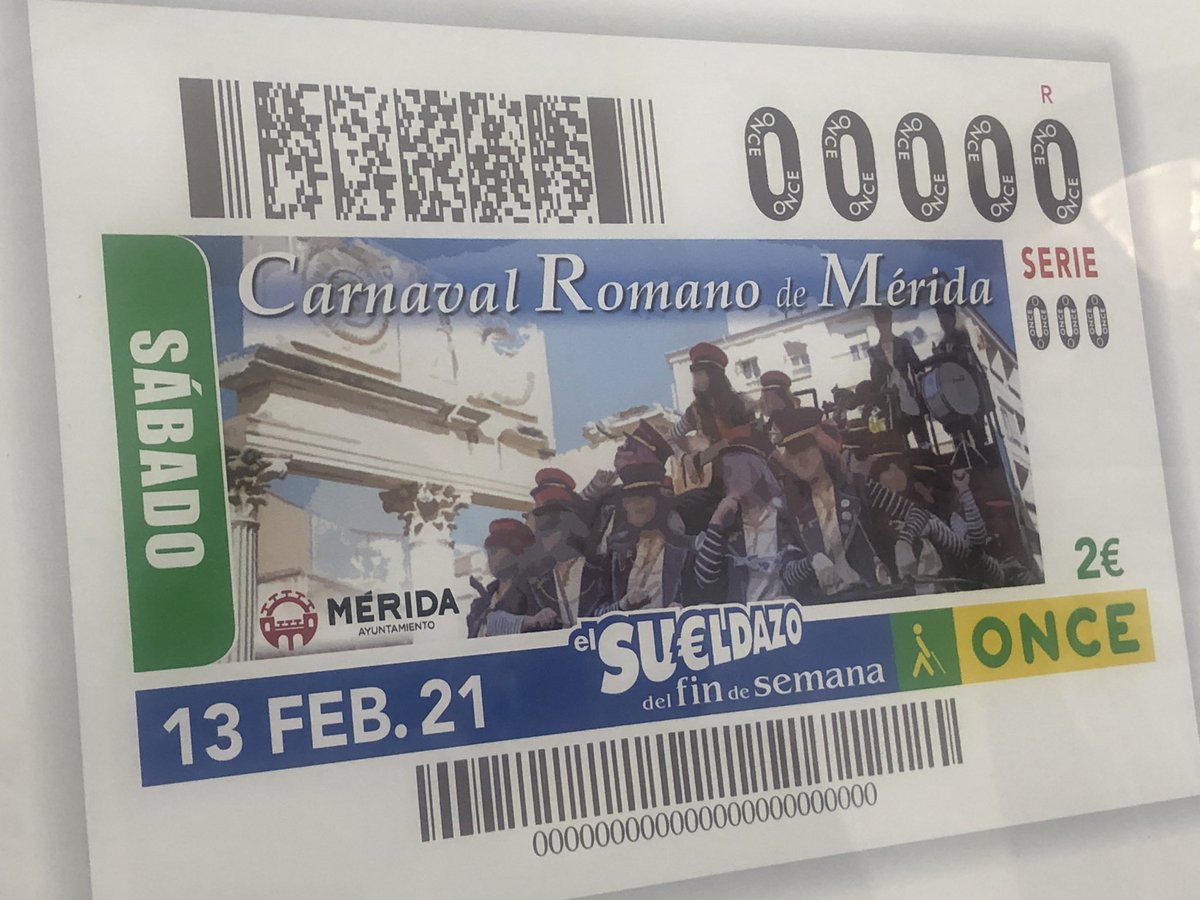 R
00000
SERIE
000
Carnaval Romano de Mérida
SÁBADO
2€
MÉRIDA
AYUNTAMIENTO
el SU€LDAZO
del fin de semana
ONCE
13 FEB. 21